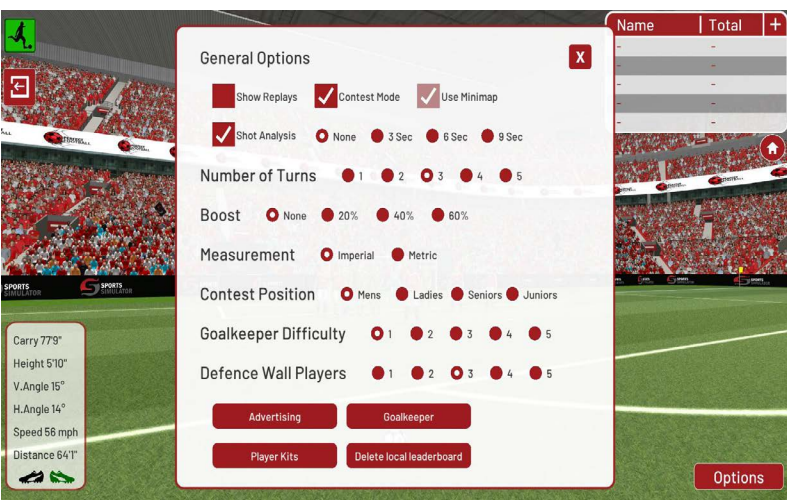 Name Total +
-
-
-
-
-
-
-
-
-
-
General Options X
Show Replays Contest Mode Use Minimap
Shot Analysis None 3 Sec 6 Sec 9 Sec
Number of Turns 1 2 3 4 5
Boost None 20% 40% 60%
Measurement Imperial Metric
Contest Position Mens Ladies Seniors Juniors
Goalkeeper Difficulty 1 2 3 4 5
Defence Wall Players 1 2 3 4 5
Advertising Goalkeeper
Player Kits Delete local leaderboard
SPORTS
SIMULATOR
SPORTS
SIMULATOR
Carry 77'9"
Height 5'10"
V.Angle 15°
H.Angle 14°
Speed 56 mph
Distance 64'1"
Options